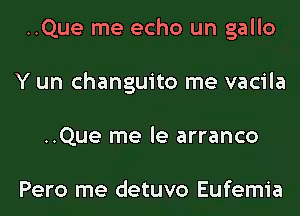 ..Que me echo un gallo
Y un changuito me vacila
..Que me le arranco
Pero me detuvo Eufemia